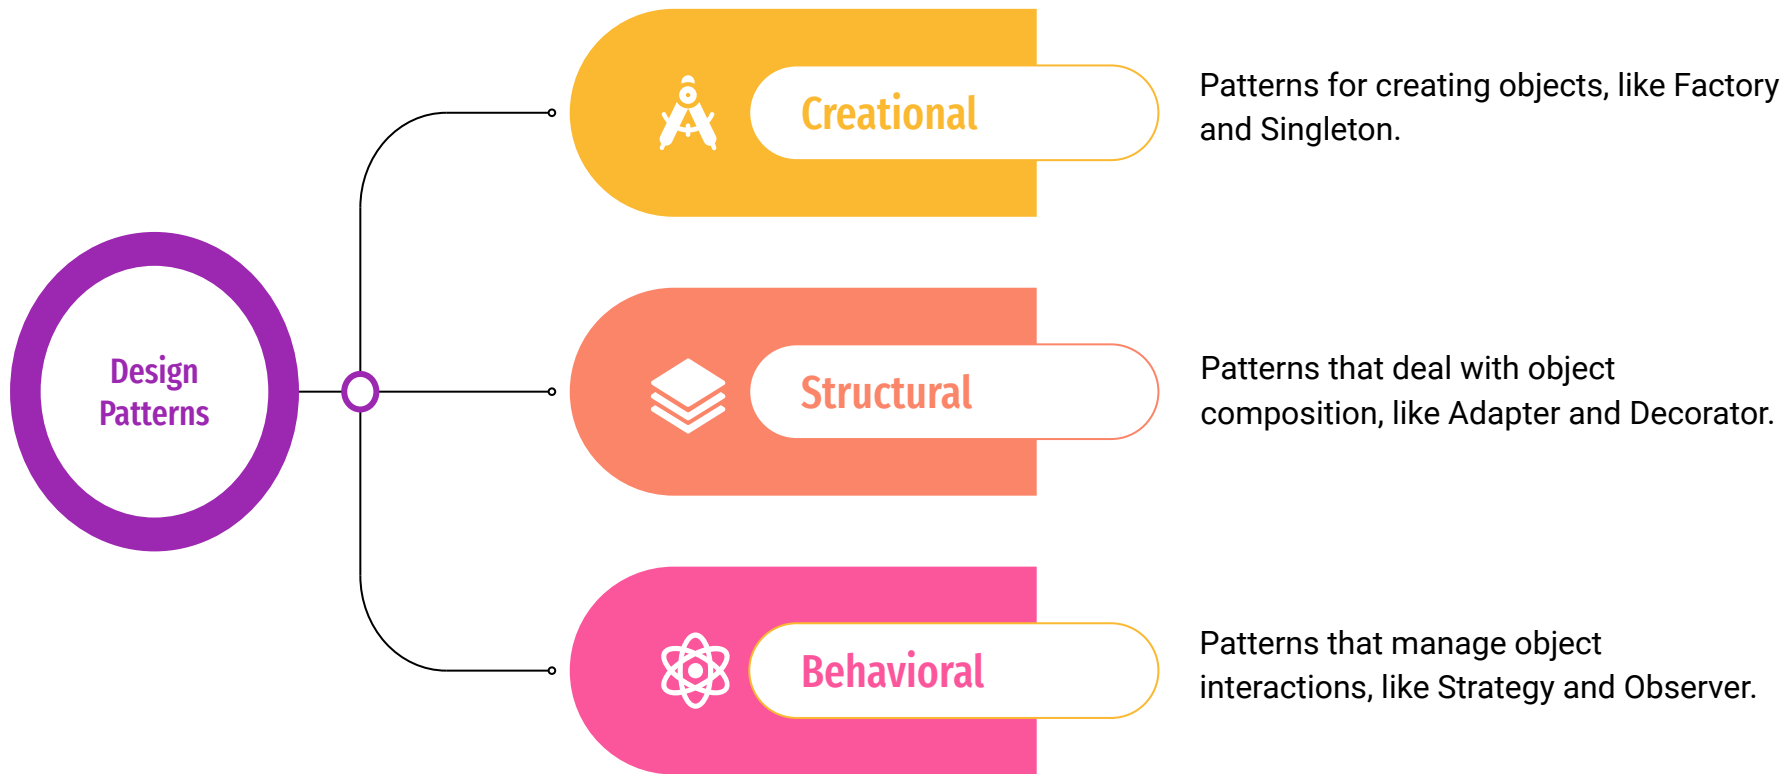 Design
Patterns
Creational
Patterns for creating objects, like Factory
and Singleton.
Structural
Patterns that deal with object
composition, like Adapter and Decorator.
Behavioral
Patterns that manage object
interactions, like Strategy and Observer.